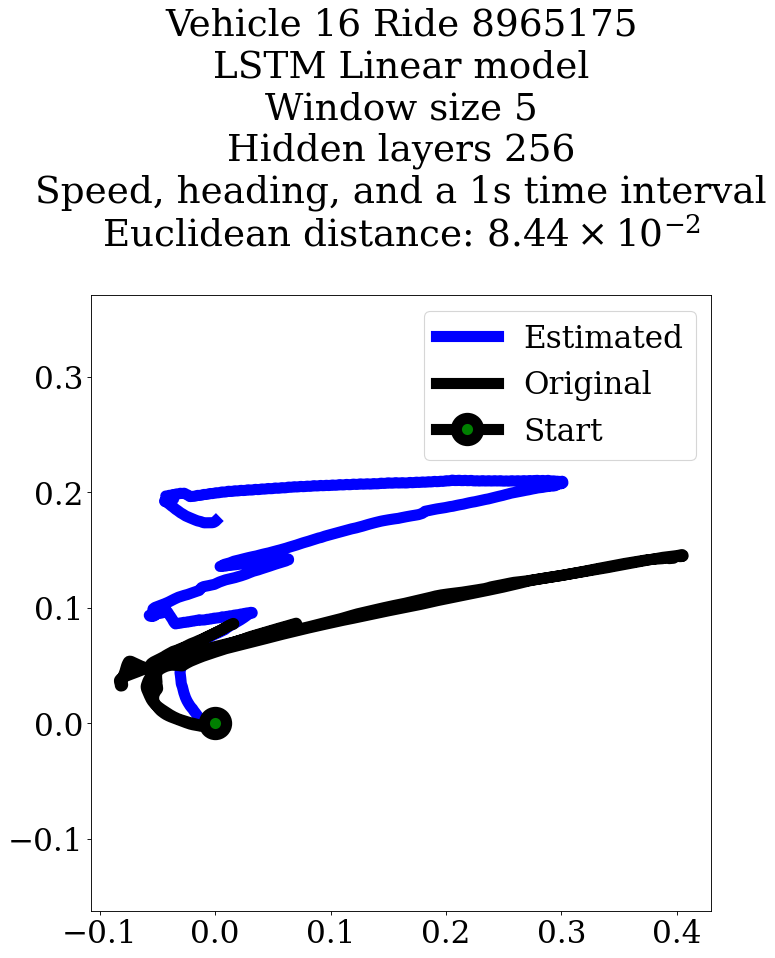 Vehicle 16 Ride 8965175
LSTM Linear model
Window size 5
Hidden layers 256
Speed, heading, and a 1s time interval
Euclidean distance: 8.44 × 10⁻²
Estimated
Original
Start
0.3
0.2
0.1
0.0
−0.1
−0.1 0.0 0.1 0.2 0.3 0.4